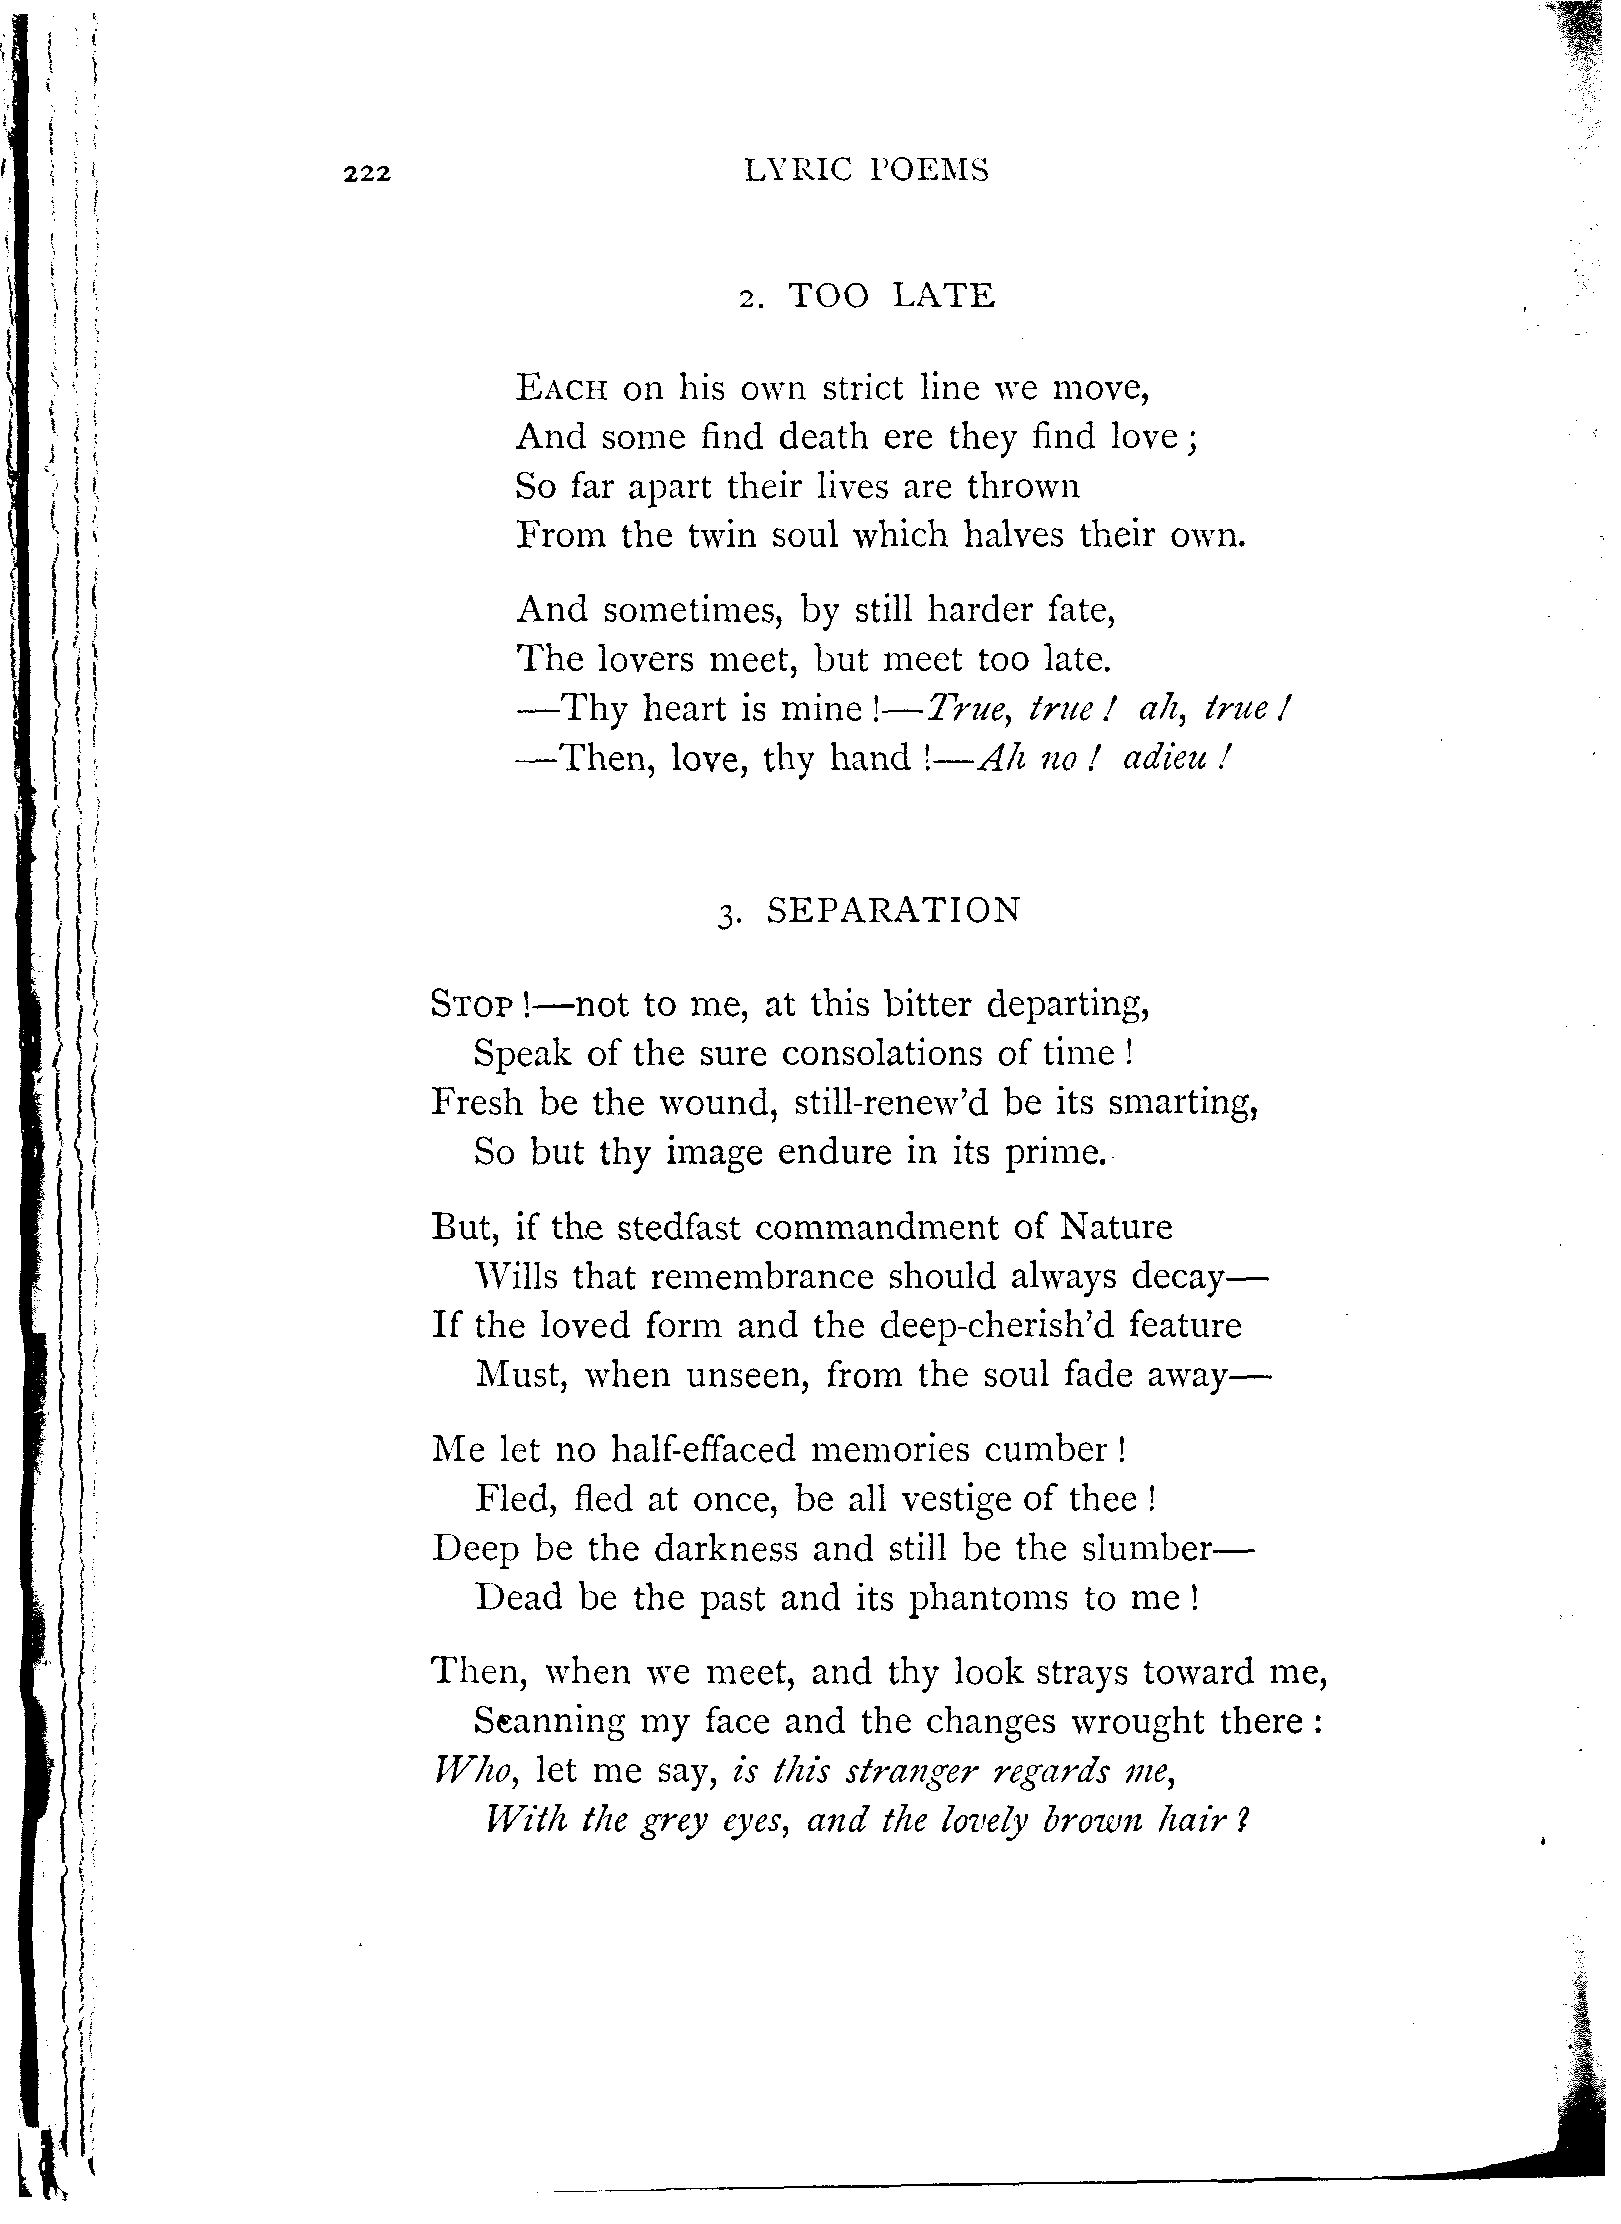 222 LYRIC POEMS
2. TOO LATE
EACH on his own strict line we move,
And some find death ere they find love ;
So far apart their lives are thrown
From the twin soul which halves their own.
And sometimes, by still harder fate,
The lovers meet, but meet too late.
—Thy heart is mine !—True, true ! ah, true !
—Then, love, thy hand !—Ah no ! adieu !
3. SEPARATION
STOP !—not to me, at this bitter departing,
Speak of the sure consolations of time !
Fresh be the wound, still-renew'd be its smarting,
So but thy image endure in its prime.
But, if the stedfast commandment of Nature
Wills that remembrance should always decay—
If the loved form and the deep-cherish'd feature
Must, when unseen, from the soul fade away—
Me let no half-effaced memories cumber !
Fled, fled at once, be all vestige of thee !
Deep be the darkness and still be the slumber—
Dead be the past and its phantoms to me !
Then, when we meet, and thy look strays toward me,
Scanning my face and the changes wrought there :
Who, let me say, is this stranger regards me,
With the grey eyes, and the lovely brown hair ?